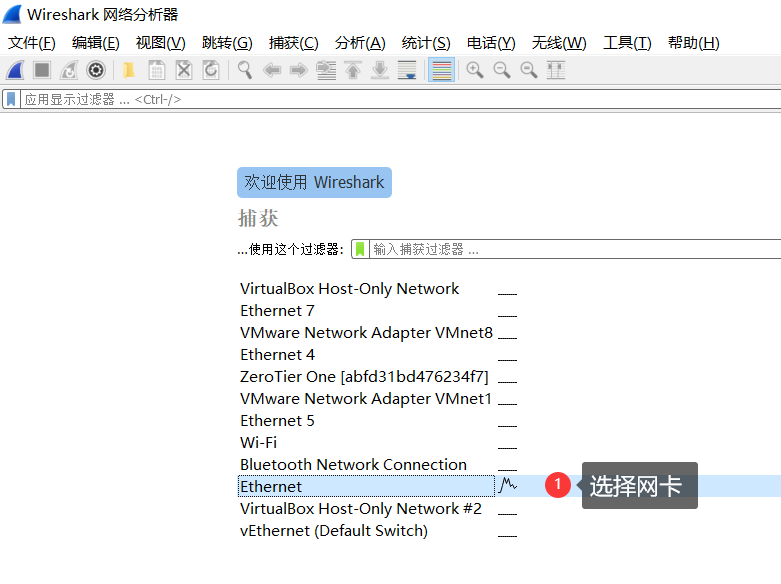 Wireshark 网络分析器
文件(F) 编辑(E) 视图(V) 跳转(G) 捕获(C) 分析(A) 统计(S) 电话(Y) 无线(W) 工具(T) 帮助(H)
应用显示过滤器 … <Ctrl-/>
欢迎使用 Wireshark
捕获
…使用这个过滤器: 输入捕获过滤器 …
VirtualBox Host-Only Network
Ethernet 7
VMware Network Adapter VMnet8
Ethernet 4
ZeroTier One [abfd31bd476234f7]
VMware Network Adapter VMnet1
Ethernet 5
Wi-Fi
Bluetooth Network Connection
Ethernet 1 选择网卡
VirtualBox Host-Only Network #2
vEthernet (Default Switch)